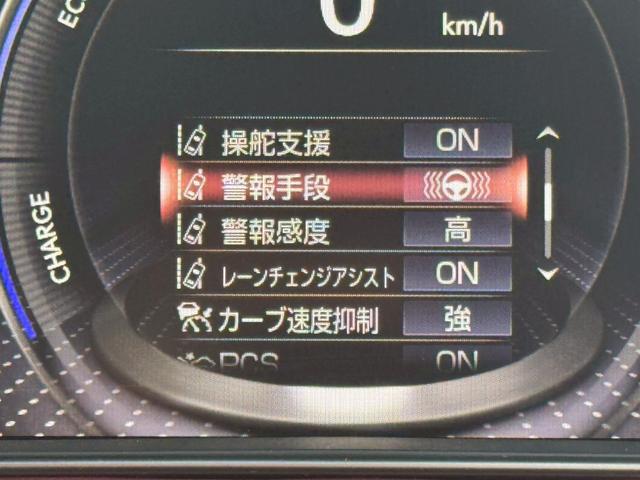 EC
0
km/h
操舵支援 ON
警報手段
警報感度 高
レーンチェンジアシスト ON
カーブ速度抑制 強
PCS ON
CHARGE